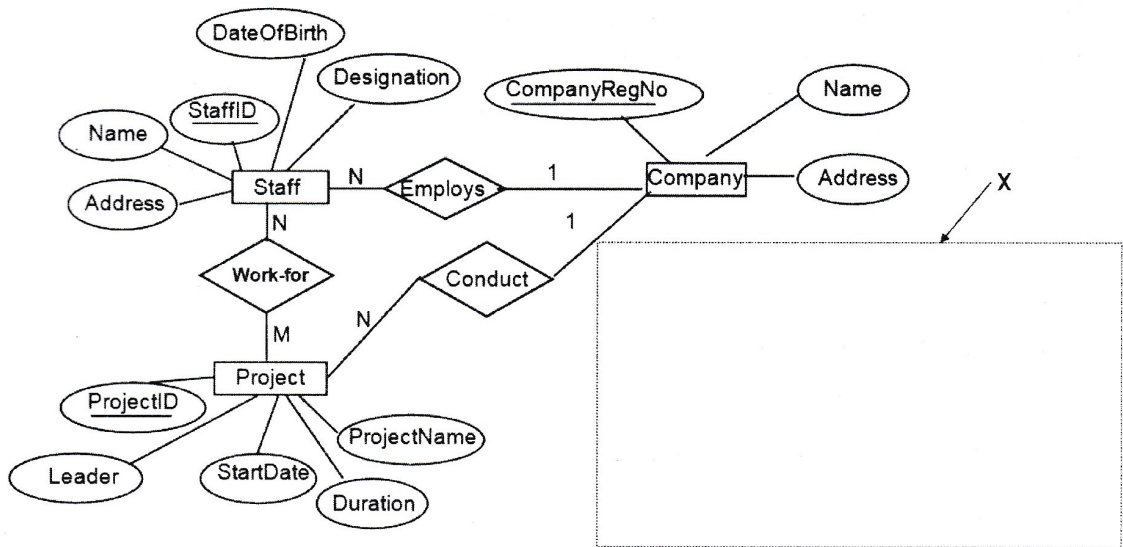 DateOfBirth
Designation
CompanyRegNo
Name
StaffID
Name
Address
Staff
N
Employs
1
Company
Address
X
N
1
Work-for
Conduct
M
N
Project
ProjectID
ProjectName
Leader
StartDate
Duration